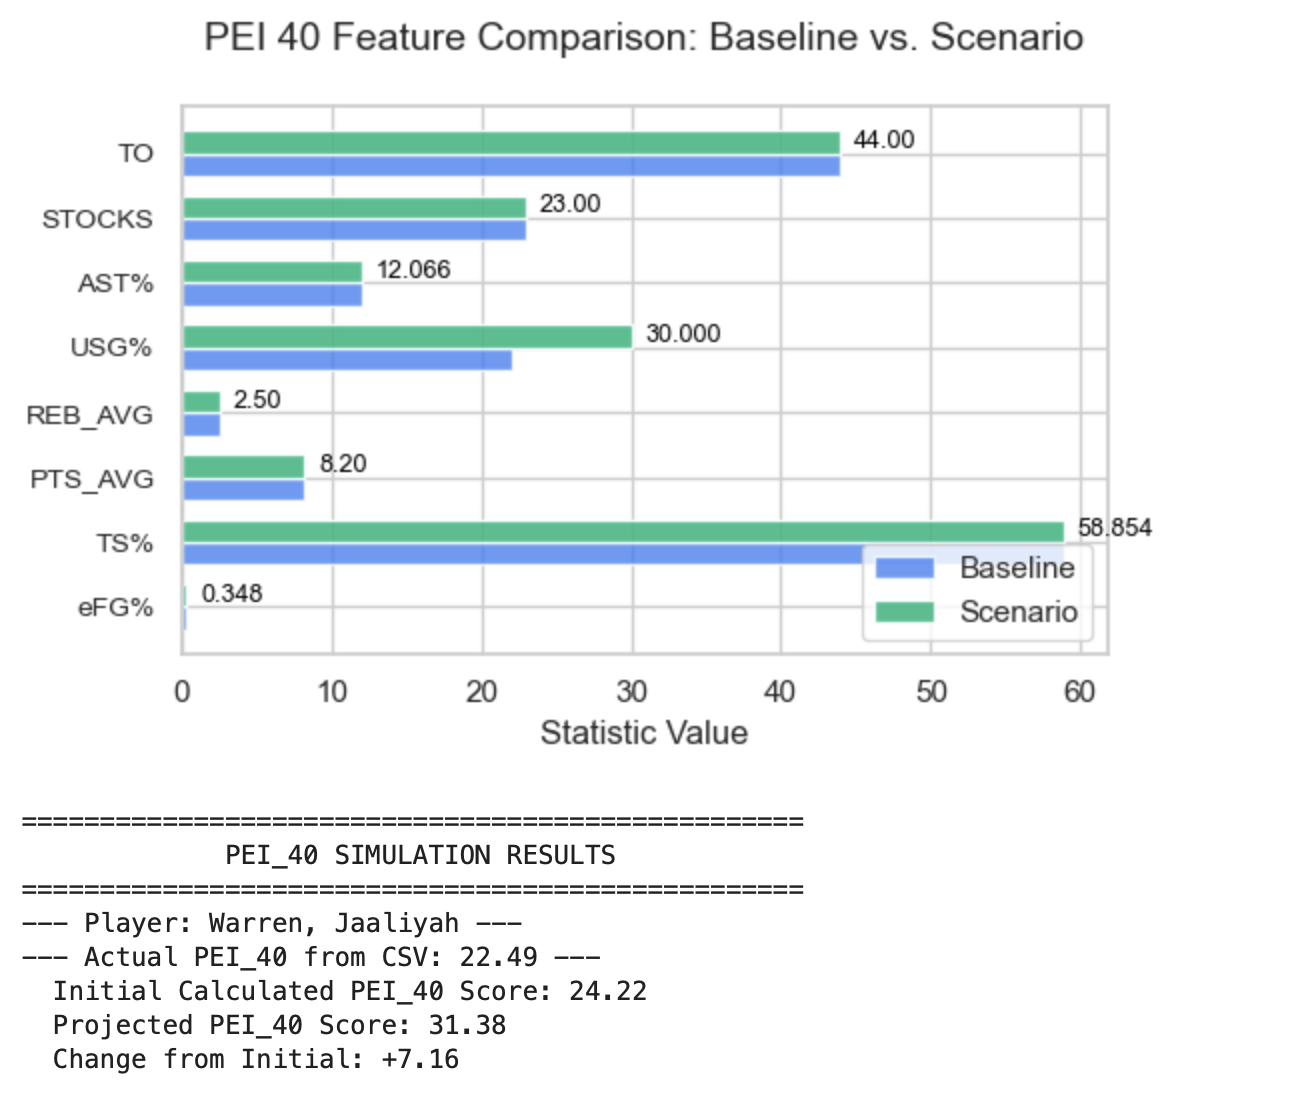 PEI 40 Feature Comparison: Baseline vs. Scenario
TO
44.00
STOCKS
23.00
AST%
12.066
USG%
30.000
REB_AVG
2.50
PTS_AVG
8.20
TS%
58.854
eFG%
0.348
Baseline
Scenario
0 10 20 30 40 50 60
Statistic Value
==================================================
PEI_40 SIMULATION RESULTS
==================================================
--- Player: Warren, Jaaliyah ---
--- Actual PEI_40 from CSV: 22.49 ---
Initial Calculated PEI_40 Score: 24.22
Projected PEI_40 Score: 31.38
Change from Initial: +7.16